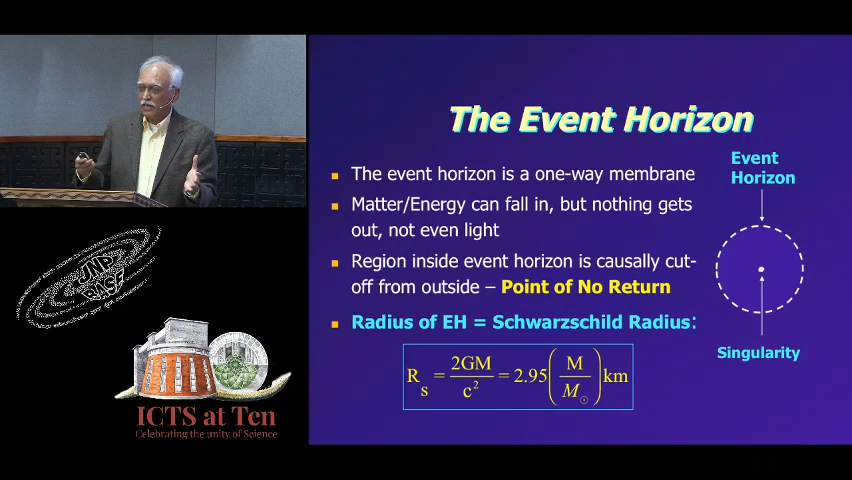 The Event Horizon
Event
Horizon
The event horizon is a one-way membrane
Matter/Energy can fall in, but nothing gets
out, not even light
Region inside event horizon is causally cut-
off from outside – Point of No Return
Radius of EH = Schwarzschild Radius:
R_s = 2GM/c² = 2.95(M/M☉) km
Singularity
ICTS at Ten
Celebrating the unity of Science